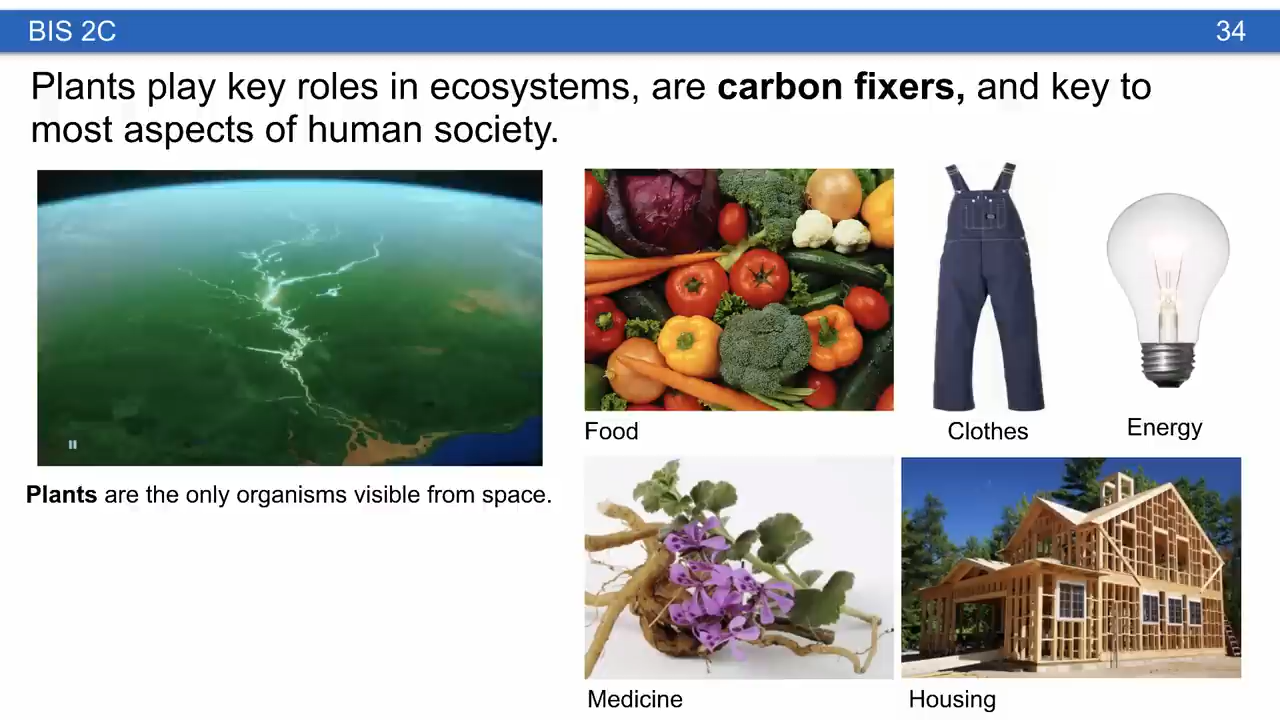 BIS 2C
34
Plants play key roles in ecosystems, are carbon fixers, and key to
most aspects of human society.
Food
Clothes
Energy
Plants are the only organisms visible from space.
Medicine
Housing